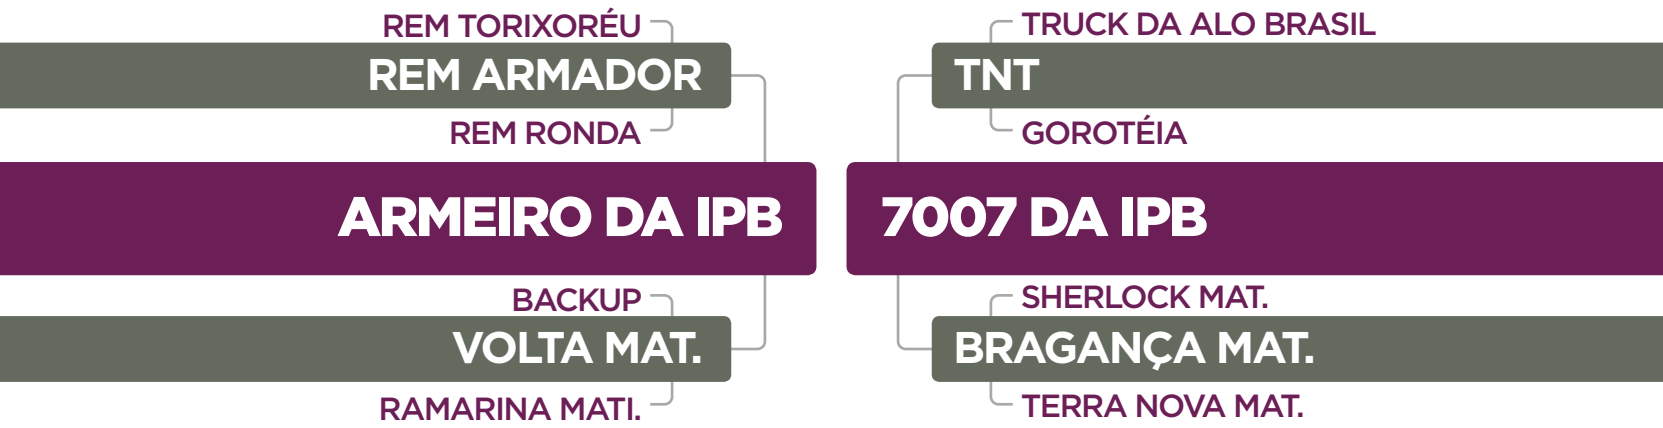 REM TORIXORÉU
REM ARMADOR
REM RONDA
ARMEIRO DA IPB
BACKUP
VOLTA MAT.
RAMARINA MATI.
TRUCK DA ALO BRASIL
TNT
GOROTÉIA
7007 DA IPB
SHERLOCK MAT.
BRAGANÇA MAT.
TERRA NOVA MAT.